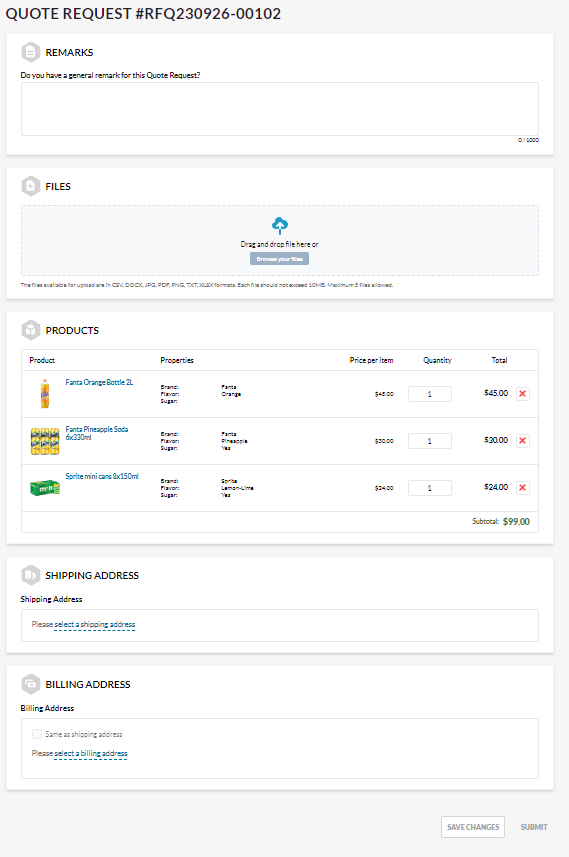 QUOTE REQUEST #RFQ230926-00102
REMARKS
Do you have a general remark for this Quote Request?
0 / 1000
FILES
Drag and drop file here or
Browse your files
The files available for upload are in CSV, DOCX, JPG, PDF, PNG, TXT, XLSX formats. Each file should not exceed 10MB. Maximum 5 files allowed.
PRODUCTS
Product Properties Price per item Quantity Total
Fanta Orange Bottle 2L
Brand: Fanta
Flavor: Orange
Sugar:
$45.00 1 $45.00
Fanta Pineapple Soda
6x330ml
Brand: Fanta
Flavor: Pineapple
Sugar: Yes
$30.00 1 $30.00
Sprite mini cans 8x150ml
Brand: Sprite
Flavor: Lemon-Lime
Sugar: Yes
$24.00 1 $24.00
Subtotal: $99.00
SHIPPING ADDRESS
Shipping Address
Please select a shipping address
BILLING ADDRESS
Billing Address
Same as shipping address
Please select a billing address
SAVE CHANGES SUBMIT